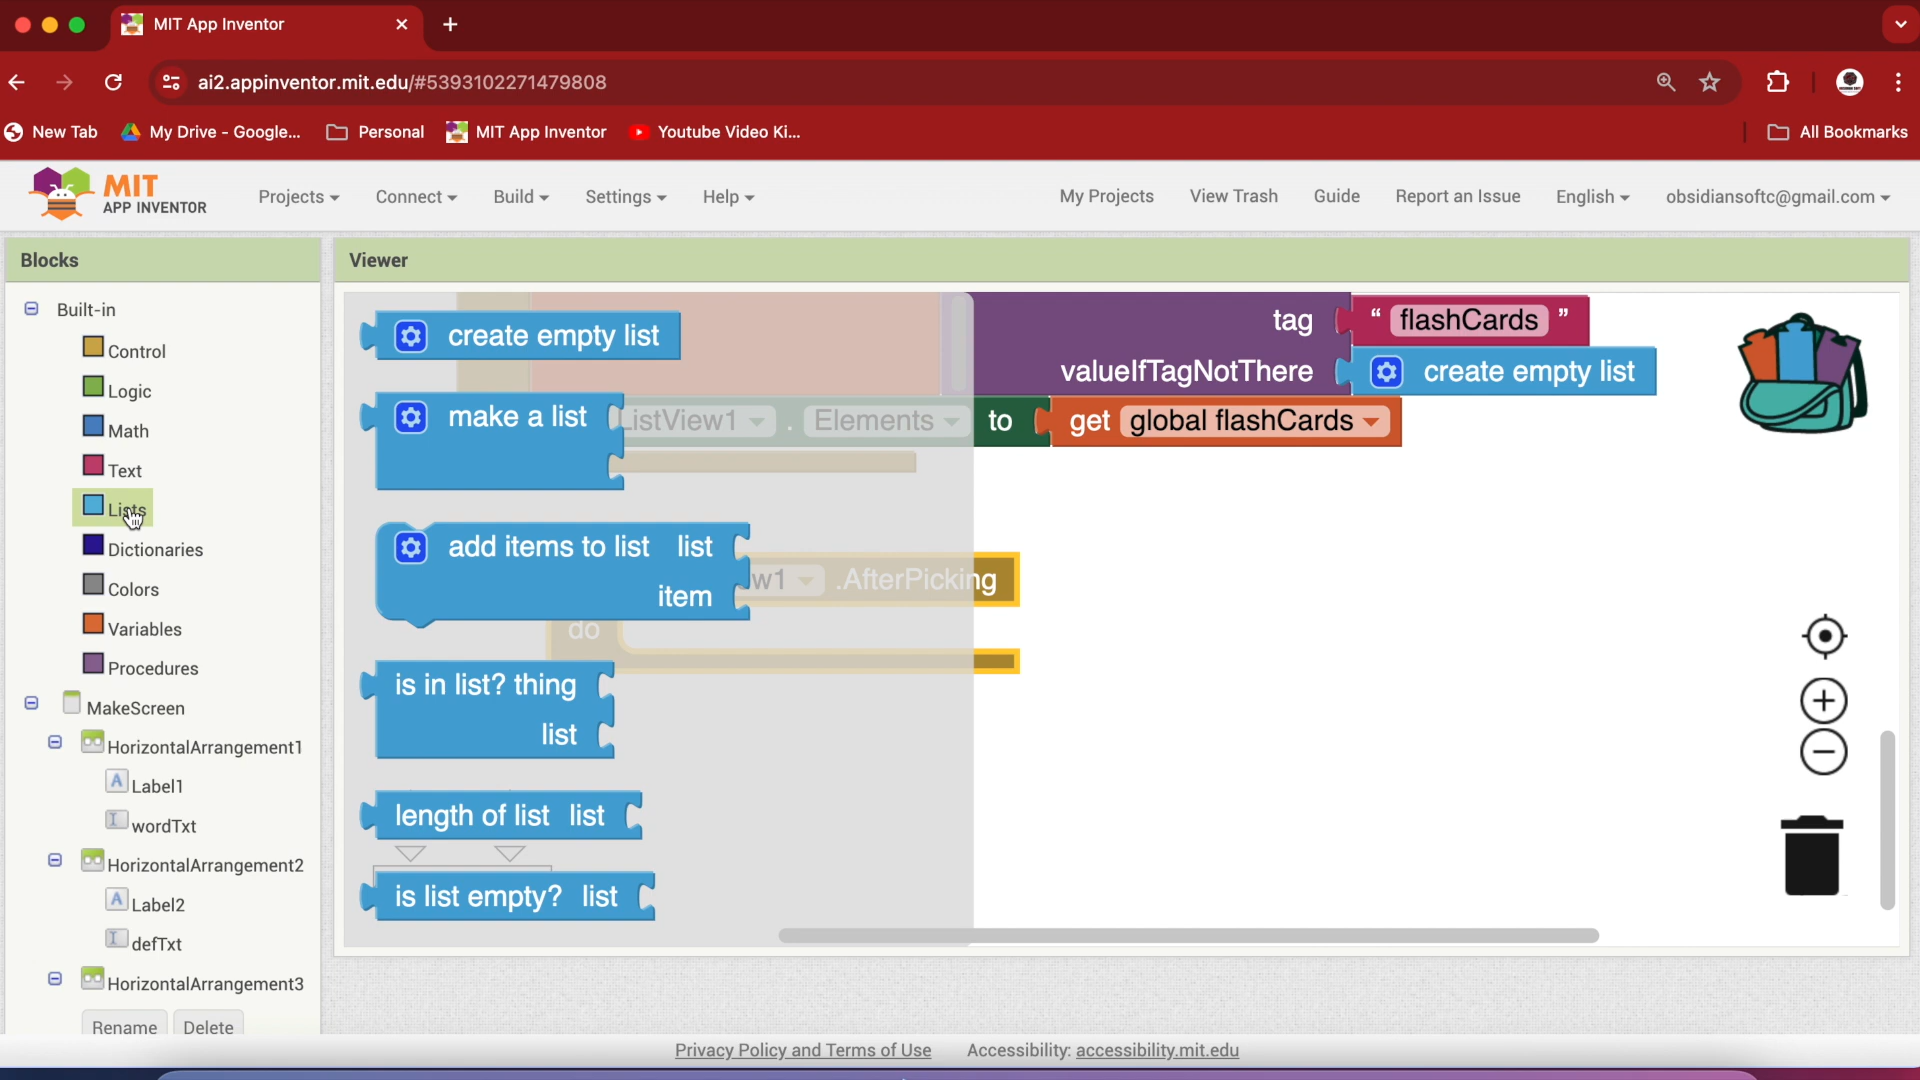 MIT App Inventor
ai2.appinventor.mit.edu/#5393102271479808
New Tab My Drive - Google... Personal MIT App Inventor Youtube Video Ki... All Bookmarks
MIT
APP INVENTOR
Projects Connect Build Settings Help My Projects View Trash Guide Report an Issue English obsidiansoftc@gmail.com
Blocks
Viewer
Built-in
Control
Logic
Math
Text
Lists
Dictionaries
Colors
Variables
Procedures
MakeScreen
HorizontalArrangement1
Label1
wordTxt
HorizontalArrangement2
Label2
defTxt
HorizontalArrangement3
Rename Delete
create empty list
make a list
add items to list list
item
is in list? thing
list
length of list list
is list empty? list
tag " flashCards "
valueIfTagNotThere create empty list
ListView1 . Elements to get global flashCards
w1 .AfterPicking
do
Privacy Policy and Terms of Use Accessibility: accessibility.mit.edu